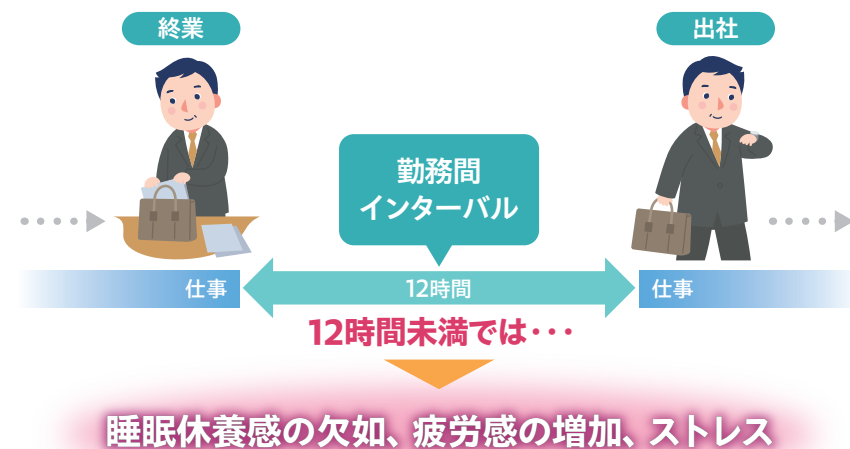 終業
出社
勤務間
インターバル
仕事
12時間
仕事
12時間未満では・・・
睡眠休養感の欠如、疲労感の増加、ストレス